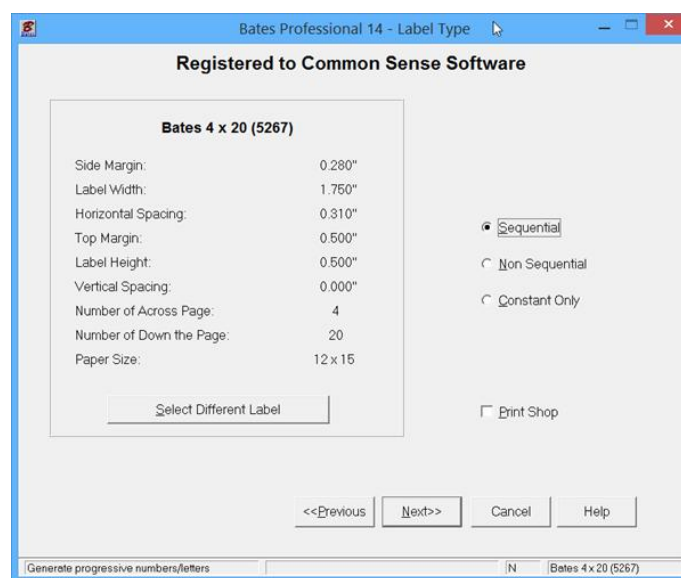 Bates Professional 14 - Label Type
Registered to Common Sense Software
Bates 4 x 20 (5267)
Side Margin: 0.280"
Label Width: 1.750"
Horizontal Spacing: 0.310"
Top Margin: 0.500"
Label Height: 0.500"
Vertical Spacing: 0.000"
Number of Across Page: 4
Number of Down the Page: 20
Paper Size: 12 x 15
Select Different Label
Sequential
Non Sequential
Constant Only
Print Shop
<<Previous Next>> Cancel Help
Generate progressive numbers/letters N Bates 4 x 20 (5267)